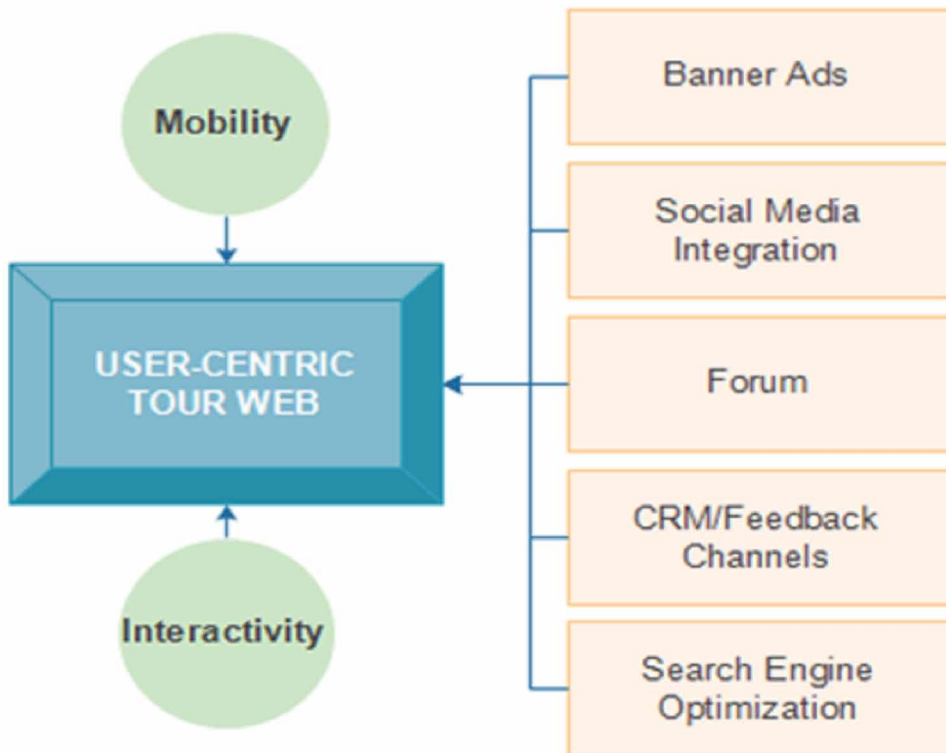 Mobility
USER-CENTRIC
TOUR WEB
Interactivity
Banner Ads
Social Media
Integration
Forum
CRM/Feedback
Channels
Search Engine
Optimization